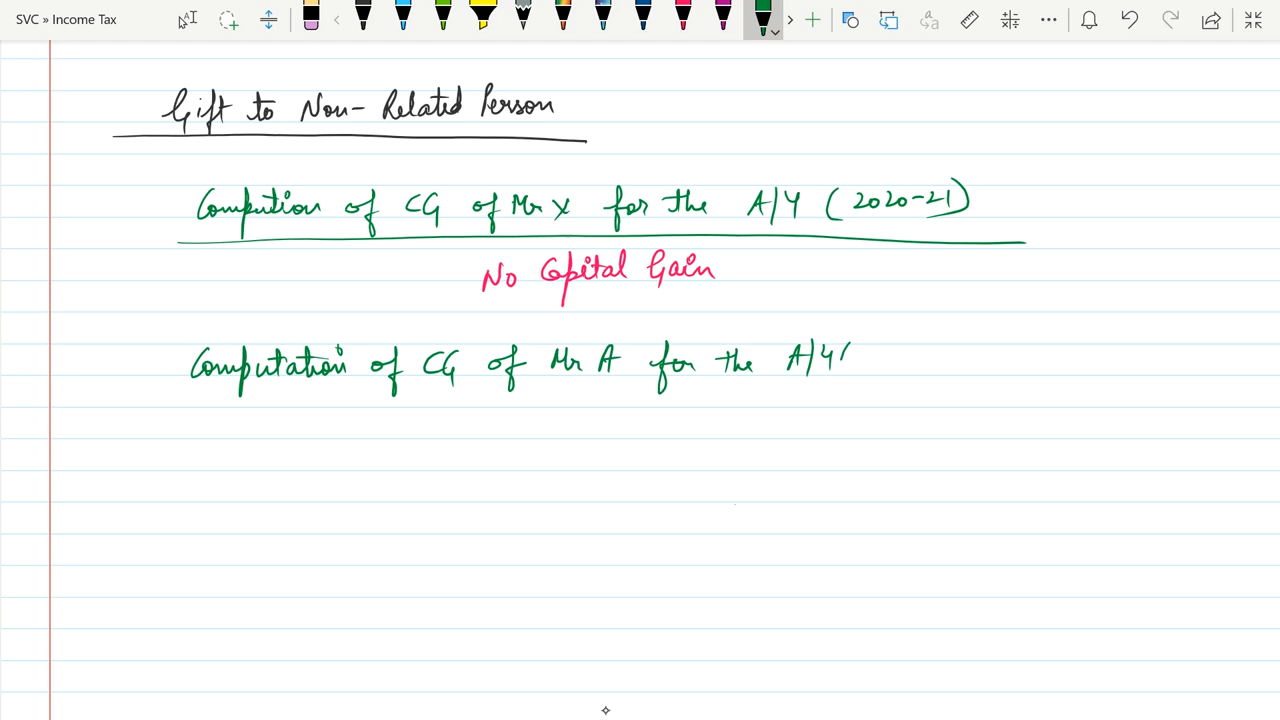 SVC » Income Tax
Gift to Non-Related Person
Compution of CG of Mr X for the A/Y (2020-21)
No Capital Gain
Computation of CG of Mr A for the A/Y(